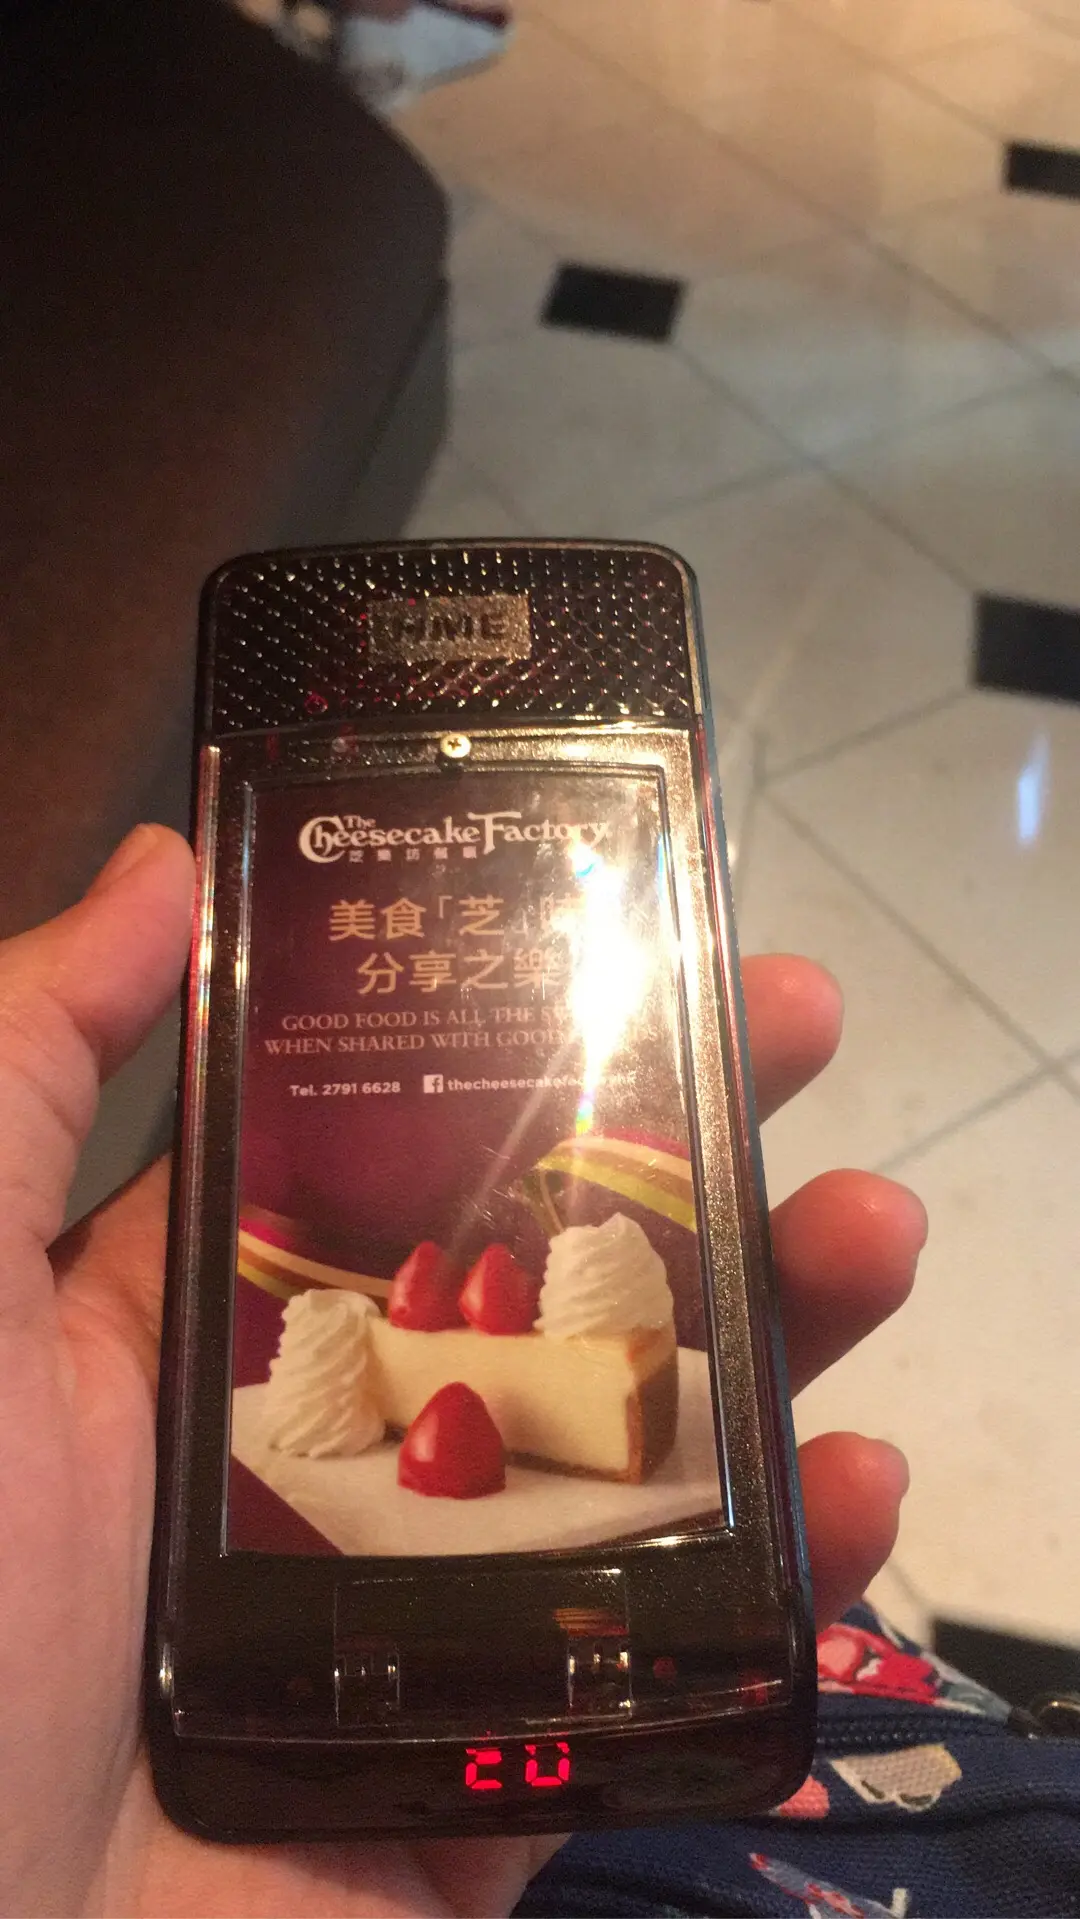 HME
The Cheesecake Factory
芝樂坊餐廳
美食「芝」
分享之樂
GOOD FOOD IS ALL THE
WHEN SHARED WITH GOOD
Tel. 2791 6628 thecheesecakefactoryhk
20